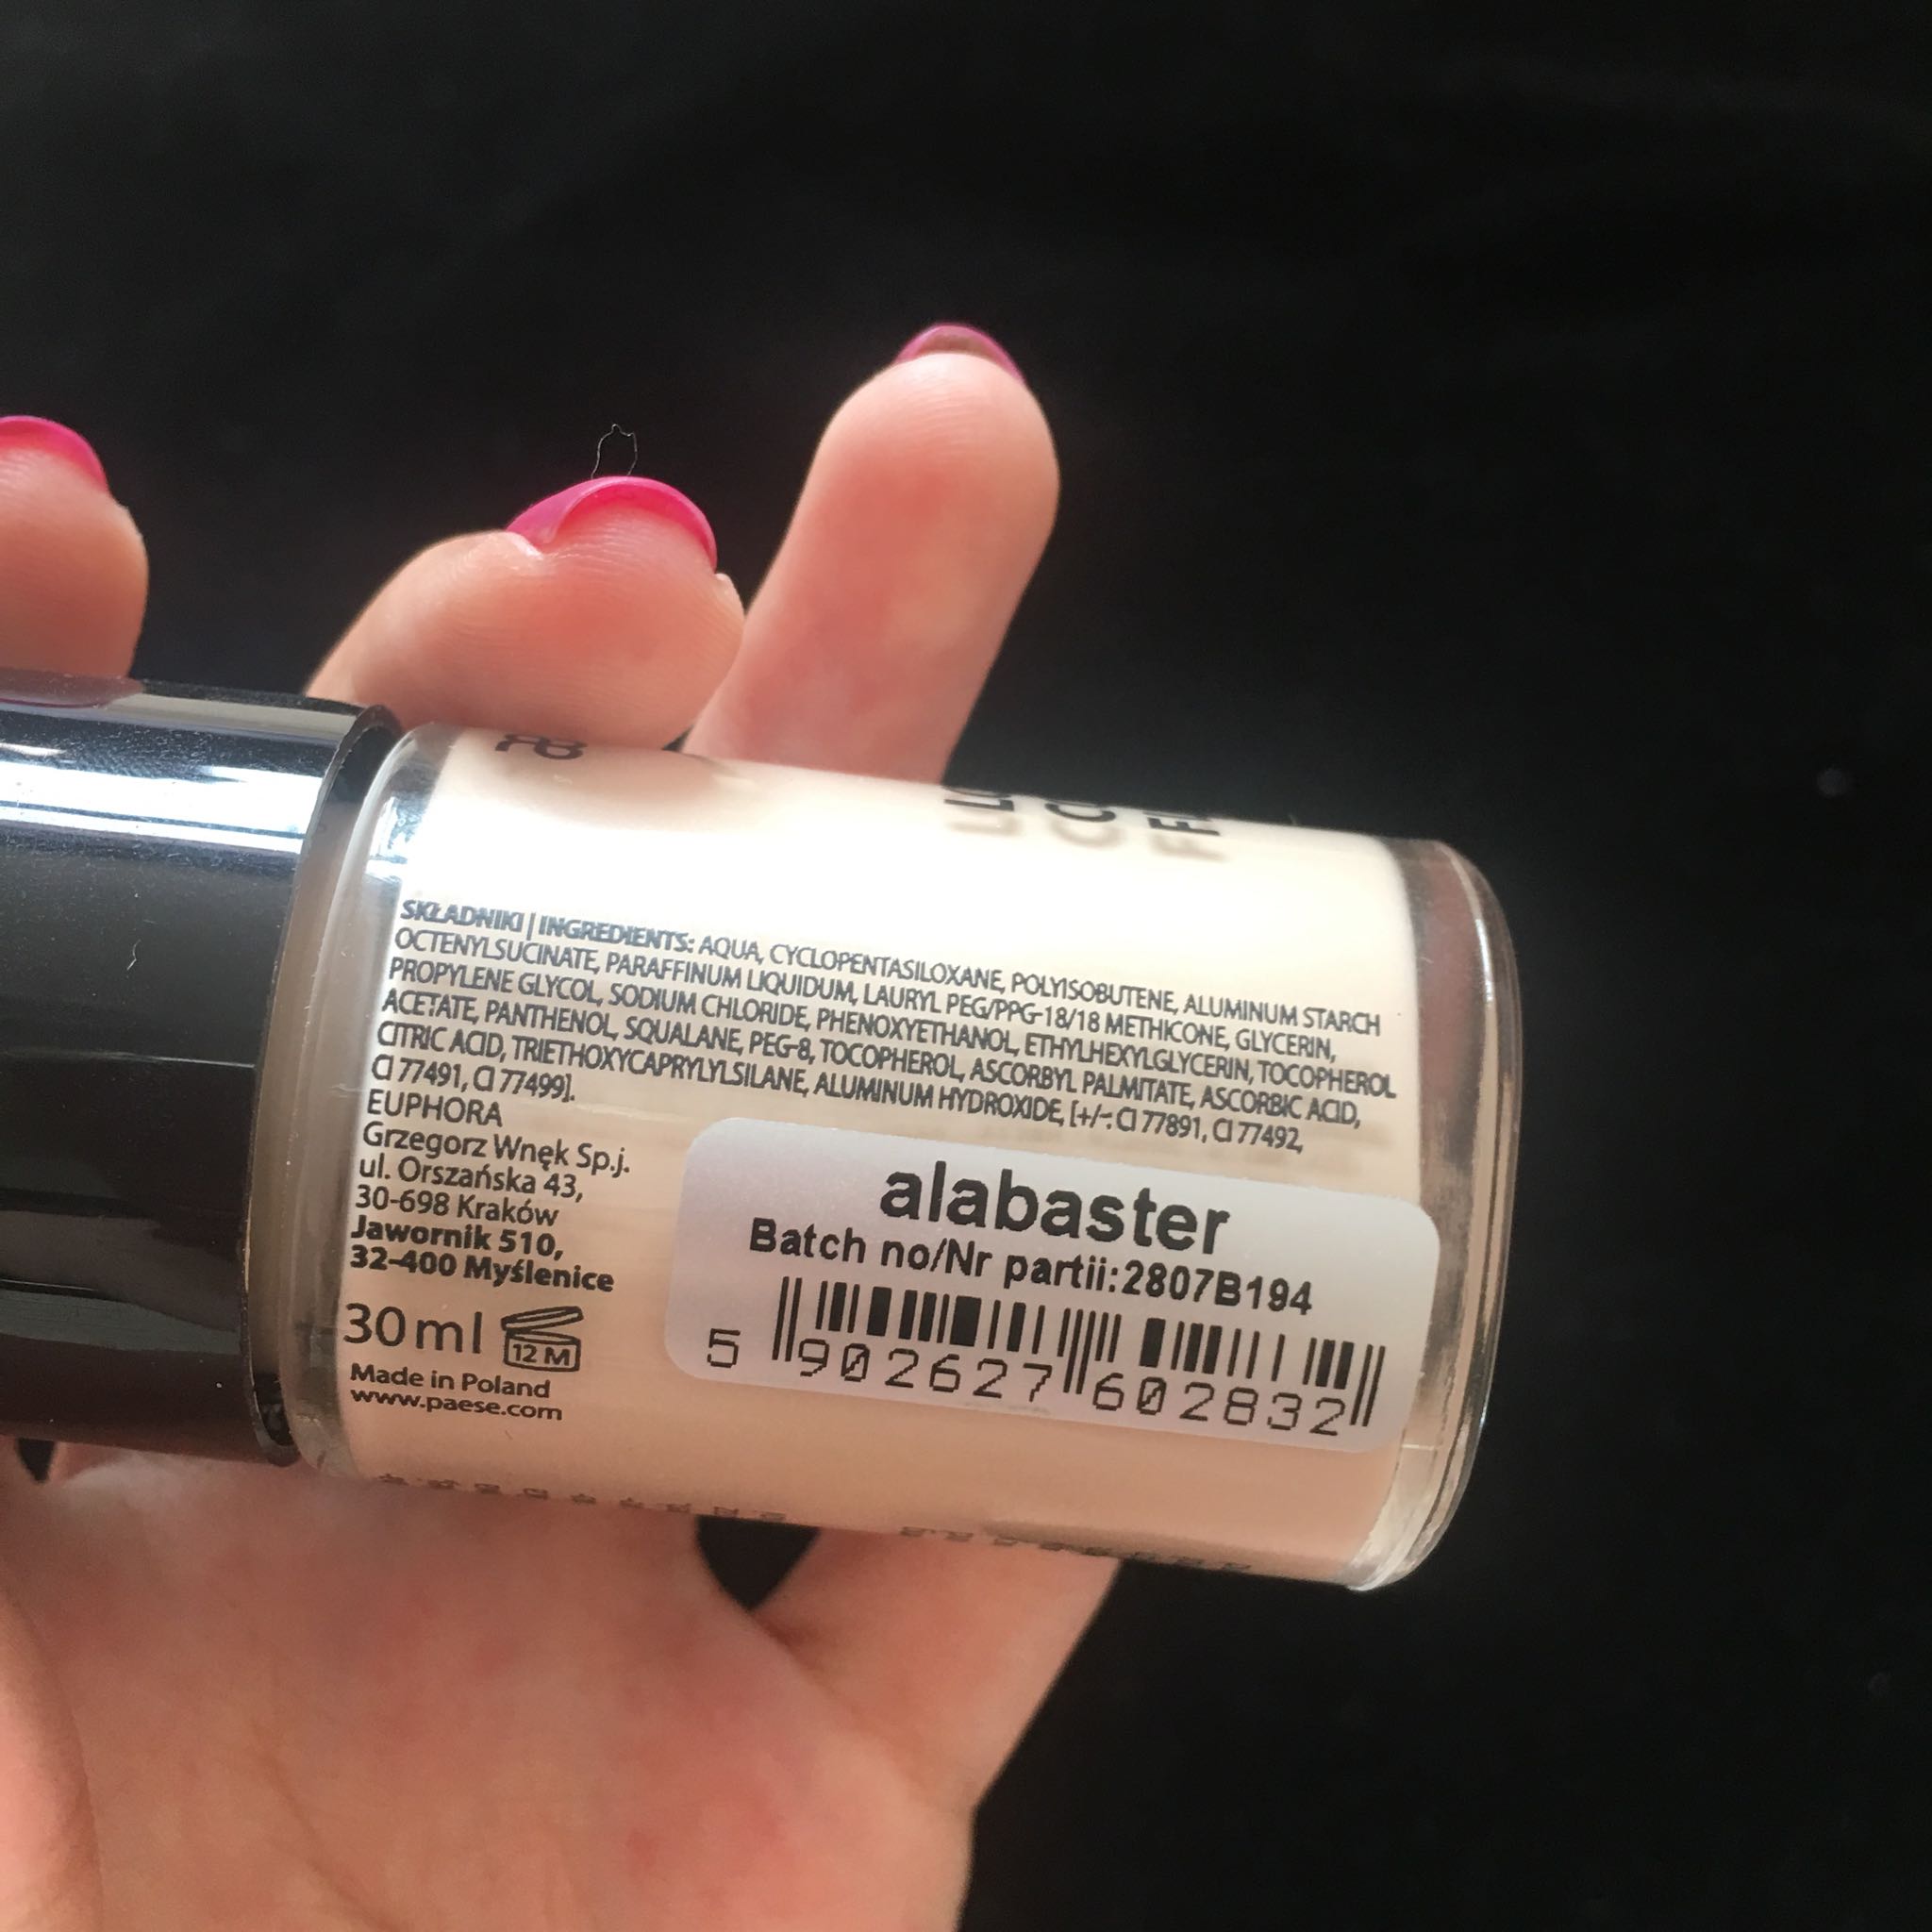 SKŁADNIKI | INGREDIENTS: AQUA, CYCLOPENTASILOXANE, POLYISOBUTENE, ALUMINUM STARCH
OCTENYLSUCINATE, PARAFFINUM LIQUIDUM, LAURYL PEG/PPG-18/18 METHICONE, GLYCERIN,
PROPYLENE GLYCOL, SODIUM CHLORIDE, PHENOXYETHANOL, ETHYLHEXYLGLYCERIN, TOCOPHEROL
ACETATE, PANTHENOL, SQUALANE, PEG-8, TOCOPHEROL, ASCORBYL PALMITATE, ASCORBIC ACID,
CITRIC ACID, TRIETHOXYCAPRYLYLSILANE, ALUMINUM HYDROXIDE, [+/-: CI 77891, CI 77492,
CI 77491, CI 77499].
EUPHORA
Grzegorz Wnęk Sp.j.
ul. Orszańska 43,
30-698 Kraków
Jawornik 510,
32-400 Myślenice
30ml 12 M
Made in Poland
www.paese.com
alabaster
Batch no/Nr partii:2807B194
5 902627 602832